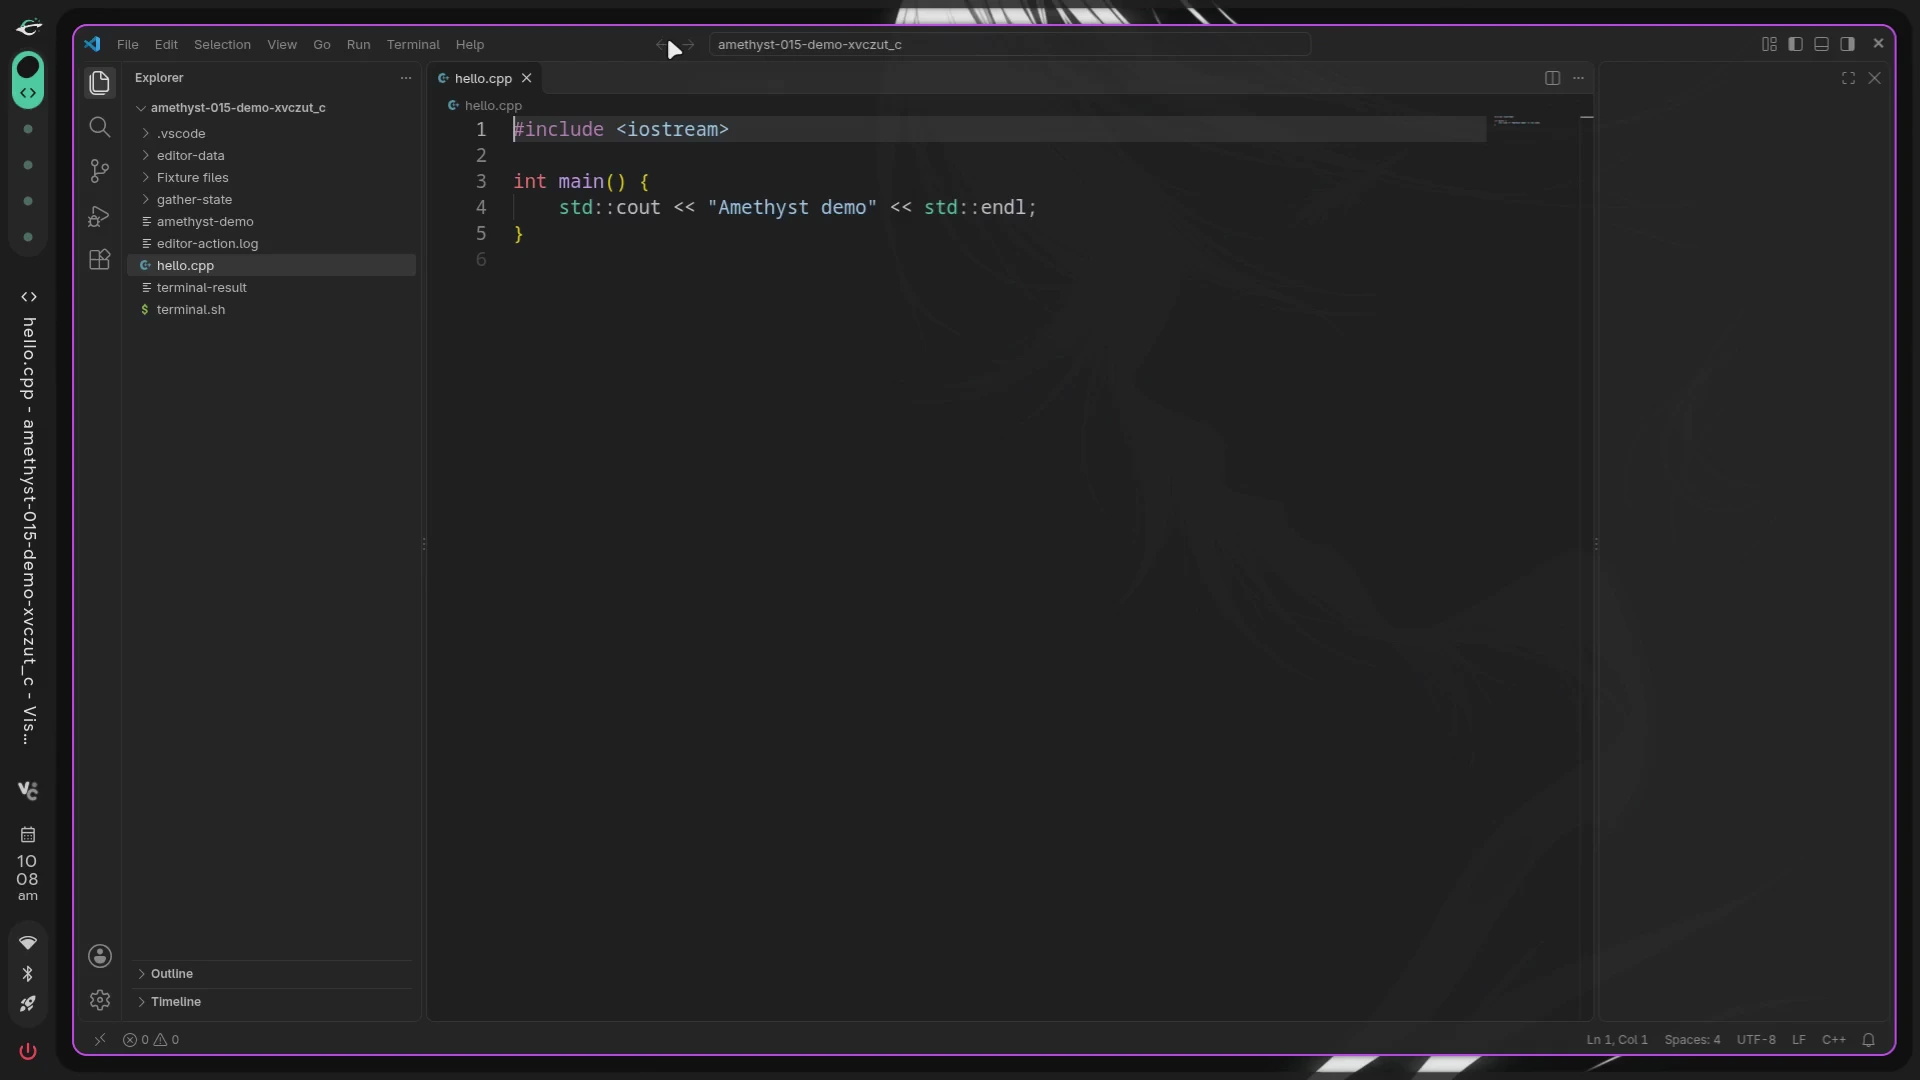 File Edit Selection View Go Run Terminal Help
amethyst-015-demo-xvczut_c
Explorer
amethyst-015-demo-xvczut_c
.vscode
editor-data
Fixture files
gather-state
amethyst-demo
editor-action.log
hello.cpp
terminal-result
terminal.sh
Outline
Timeline
hello.cpp
hello.cpp
1 #include <iostream>
2
3 int main() {
4 std::cout << "Amethyst demo" << std::endl;
5 }
6
hello.cpp - amethyst-015-demo-xvczut_c - Vis...
10
08
am
0 0
Ln 1, Col 1 Spaces: 4 UTF-8 LF C++